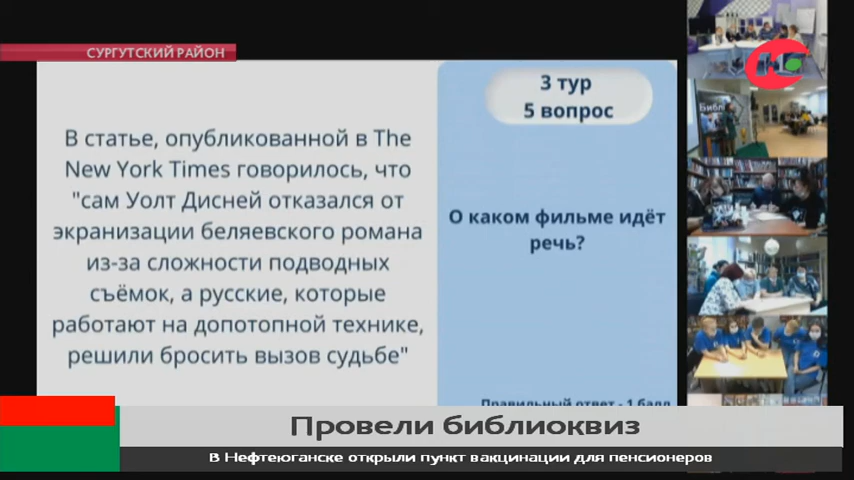 СУРГУТСКИЙ РАЙОН
В статье, опубликованной в The
New York Times говорилось, что
"сам Уолт Дисней отказался от
экранизации беляевского романа
из-за сложности подводных
съёмок, а русские, которые
работают на допотопной технике,
решили бросить вызов судьбе"
3 тур
5 вопрос
О каком фильме идёт
речь?
Правильный ответ - 1 балл
Провели библиоквиз
В Нефтеюганске открыли пункт вакцинации для пенсионеров